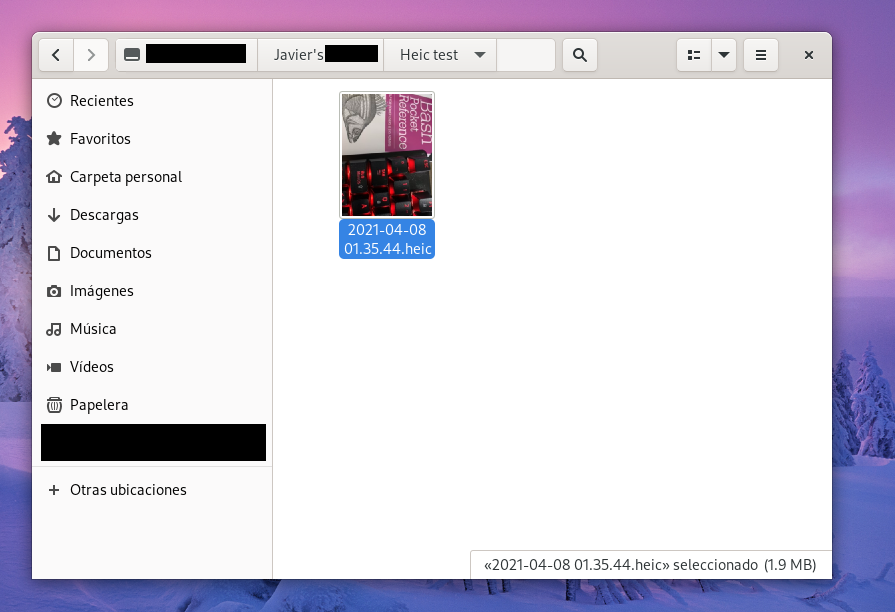 Javier's
Heic test
Recientes
Favoritos
Carpeta personal
Descargas
Documentos
Imágenes
Música
Vídeos
Papelera
Otras ubicaciones
Bash
Pocket
Reference
2021-04-08
01.35.44.heic
«2021-04-08 01.35.44.heic» seleccionado (1.9 MB)